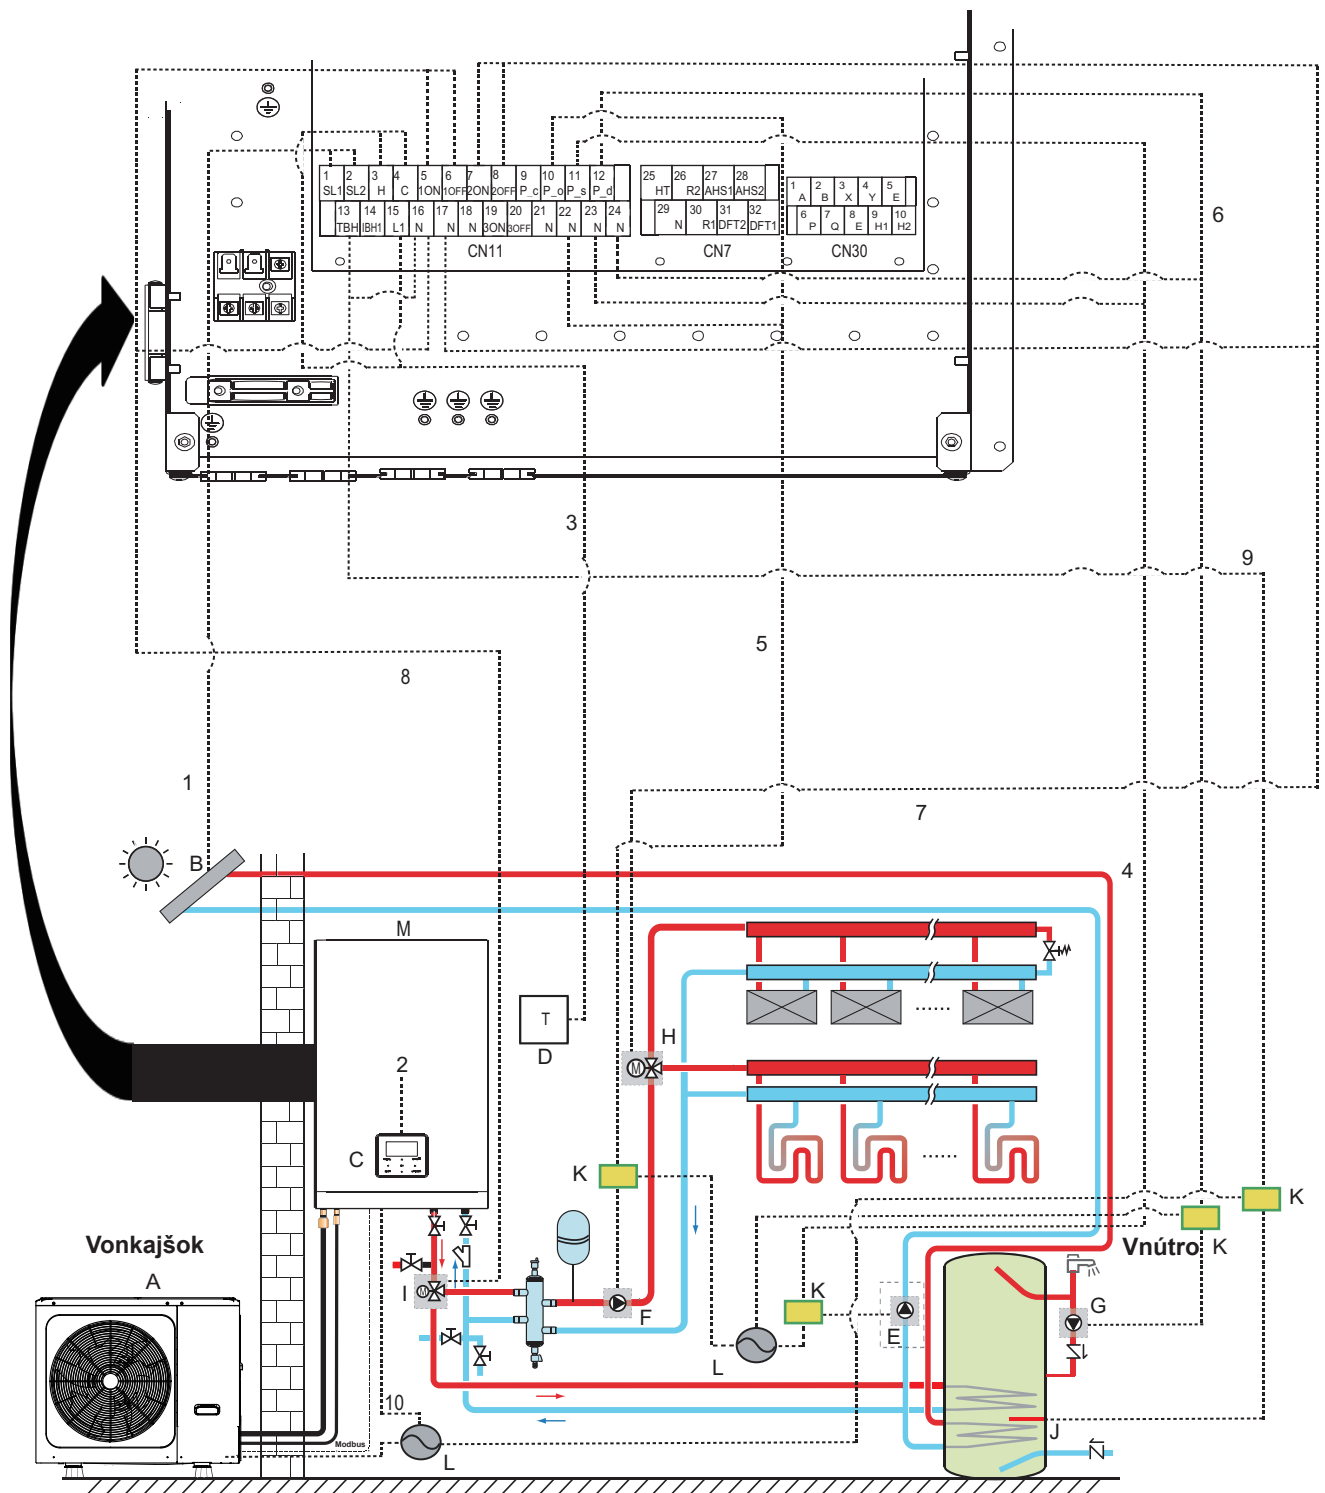 1 2 3 4 5 6 7 8 9 10 11 12
SL1 SL2 H C 1ON 1OFF 2ON 2OFF P_c P_o P_s P_d
13 14 15 16 17 18 19 20 21 22 23 24
TBH IBH1 L1 N N N 3ON 3OFF N N N N
CN11
25 26 27 28
HT R2 AHS1 AHS2
29 30 31 32
N R1 DFT2 DFT1
CN7
1 2 3 4 5
A B X Y E
6 7 8 9 10
P Q E H1 H2
CN30
6
3
9
5
8
1
7
B
4
M
T
D
H
M
2
C
K
K
K
Vonkajšok
Vnútro
A
I
M
K
F
E
G
L
10
J
Modbus
L